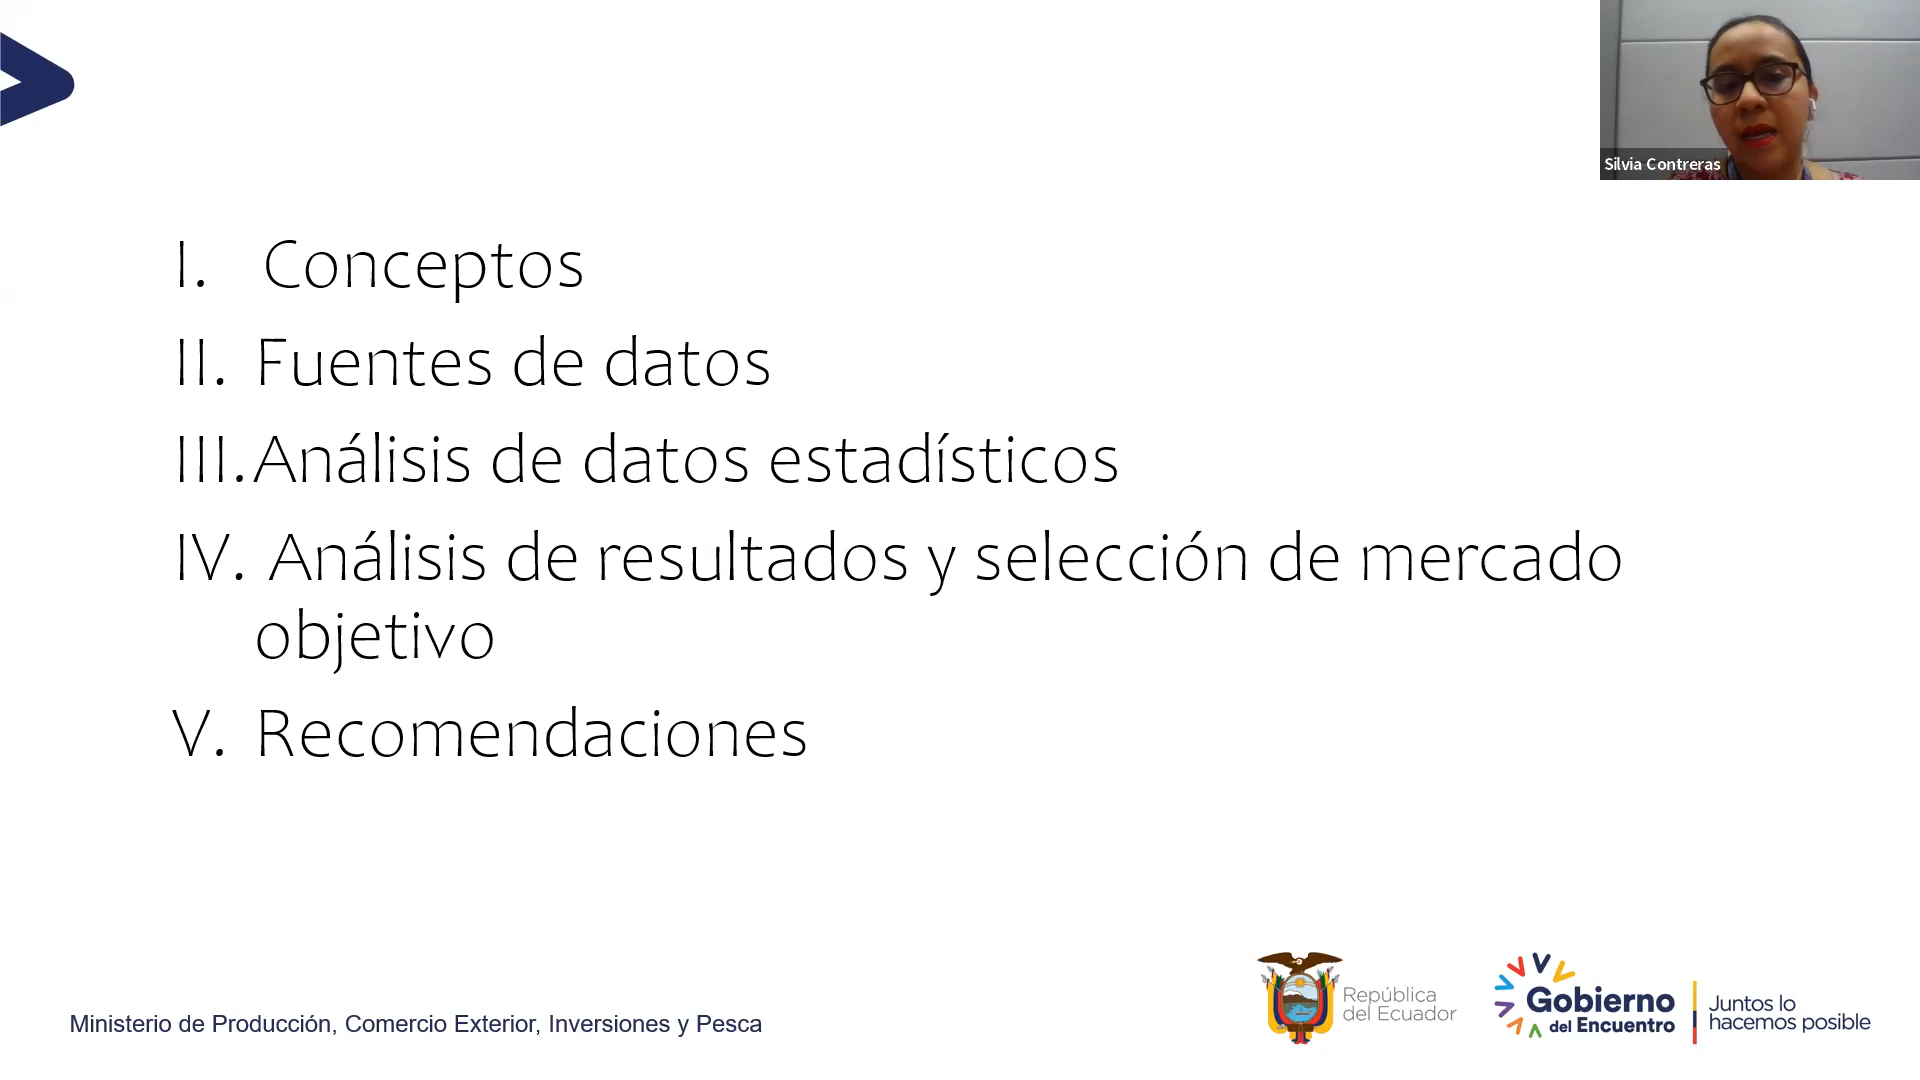 Silvia Contreras
I. Conceptos
II. Fuentes de datos
III. Análisis de datos estadísticos
IV. Análisis de resultados y selección de mercado
objetivo
V. Recomendaciones
Ministerio de Producción, Comercio Exterior, Inversiones y Pesca
República
del Ecuador
Gobierno
del Encuentro
Juntos lo
hacemos posible